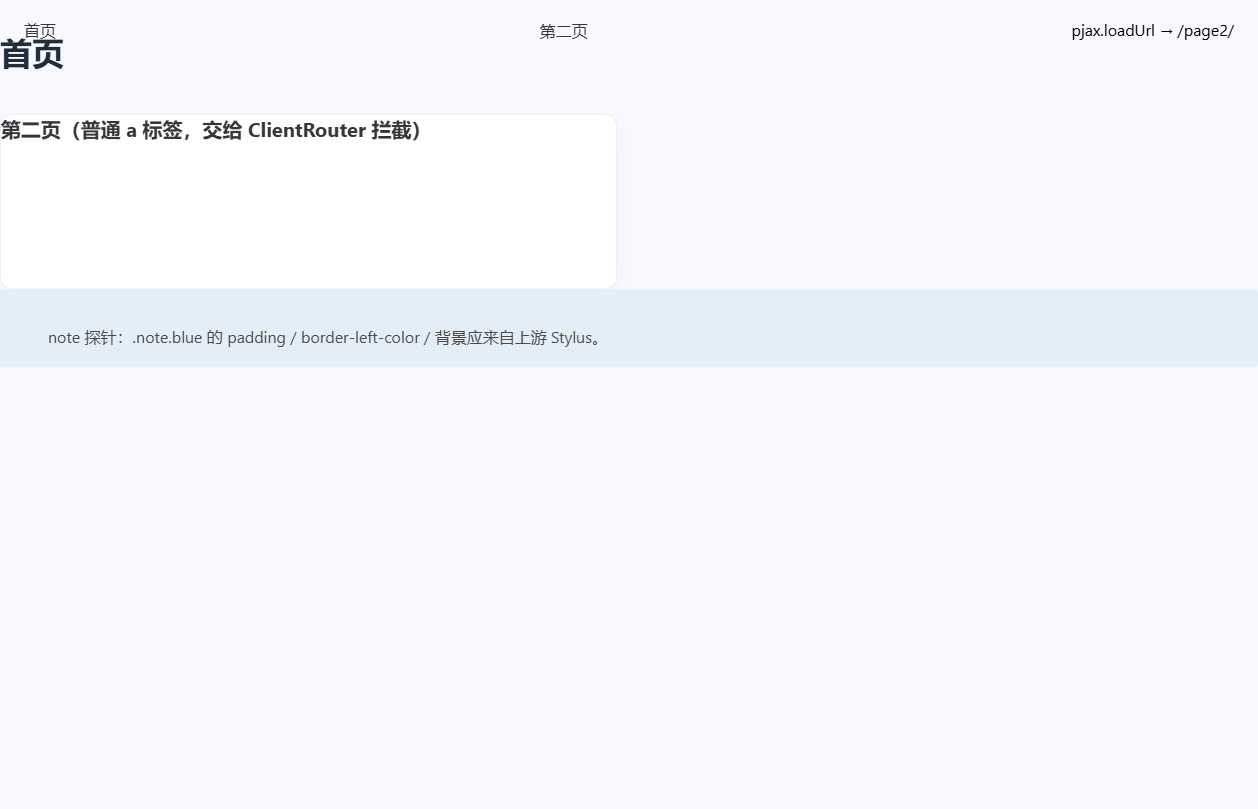 首页
第二页
pjax.loadUrl → /page2/
首页
第二页（普通 a 标签，交给 ClientRouter 拦截）
note 探针：.note.blue 的 padding / border-left-color / 背景应来自上游 Stylus。